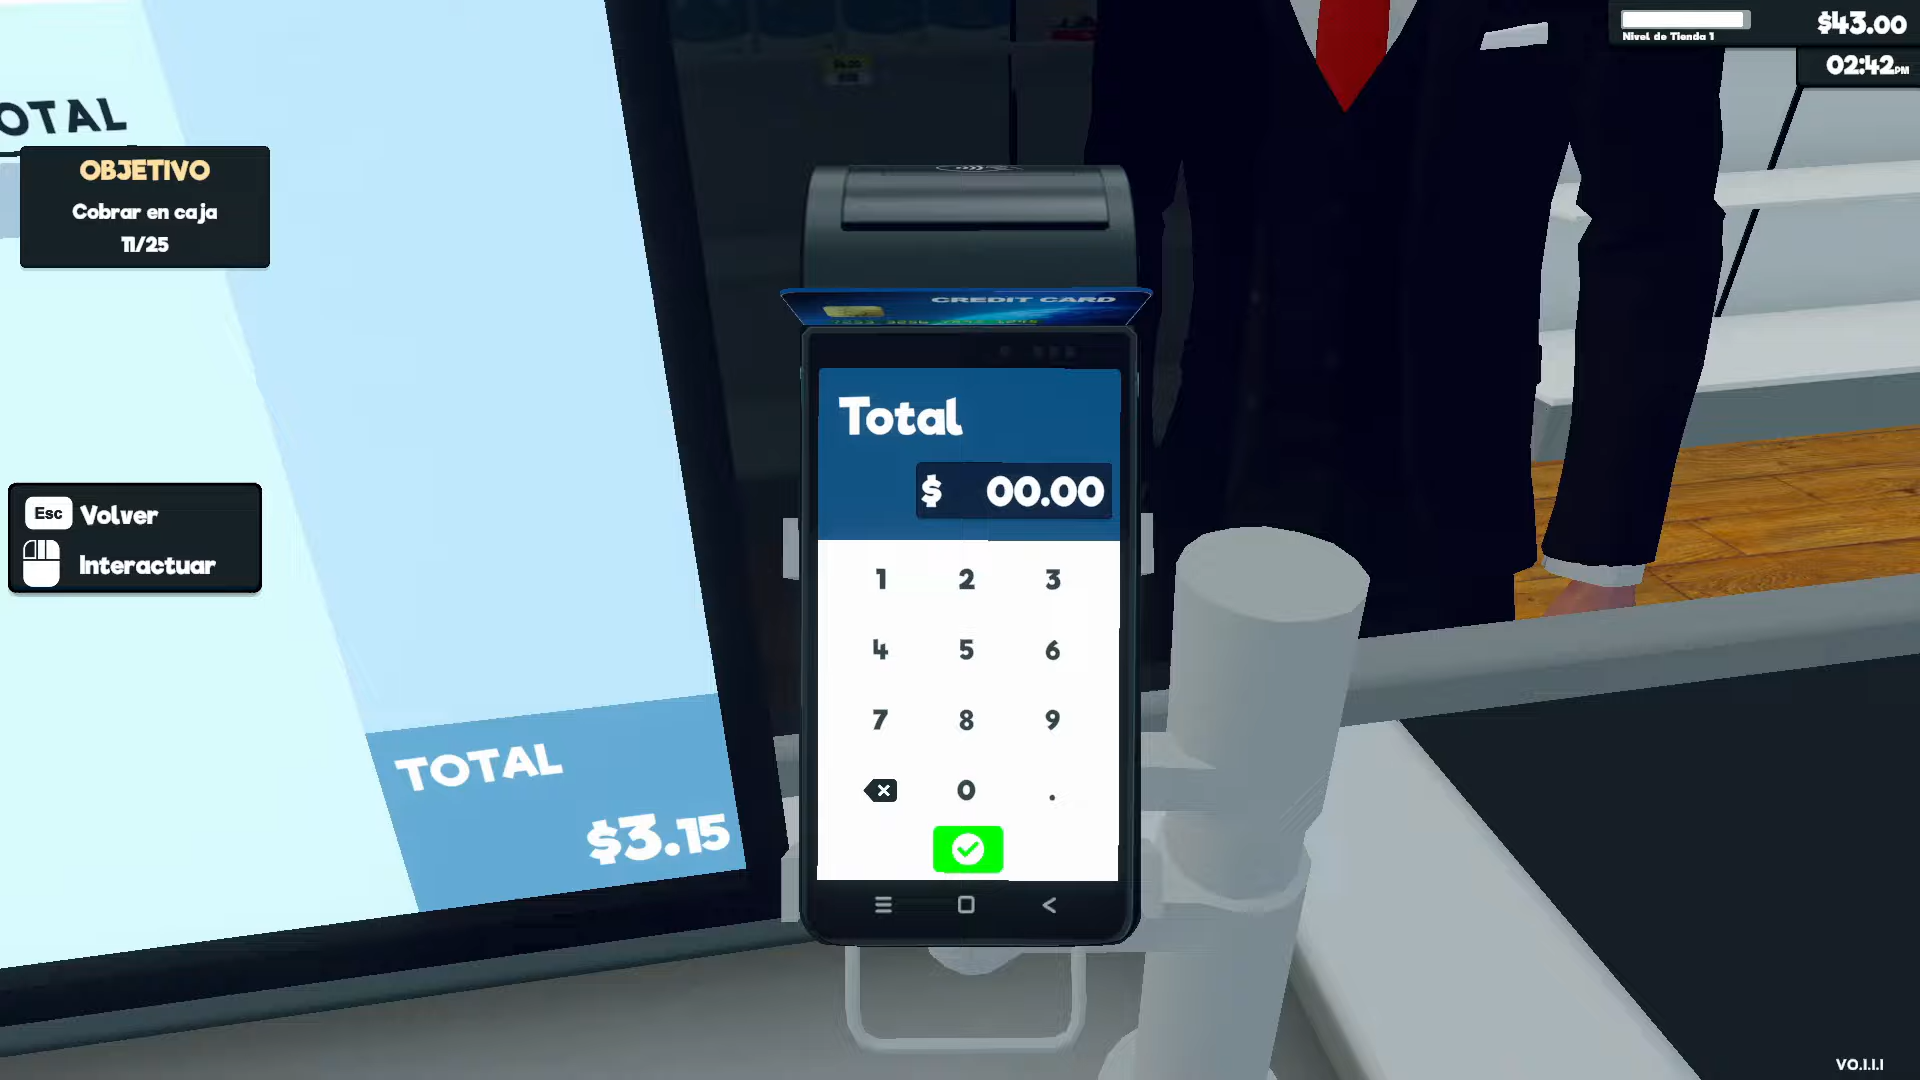 OTAL
OBJETIVO
Cobrar en caja
11/25
Esc Volver
Interactuar
TOTAL
$3.15
CREDIT CARD
Total
$ 00.00
1 2 3
4 5 6
7 8 9
0 .
Nivel de Tienda 1
$43.00
02:42PM
V0.1.1.1